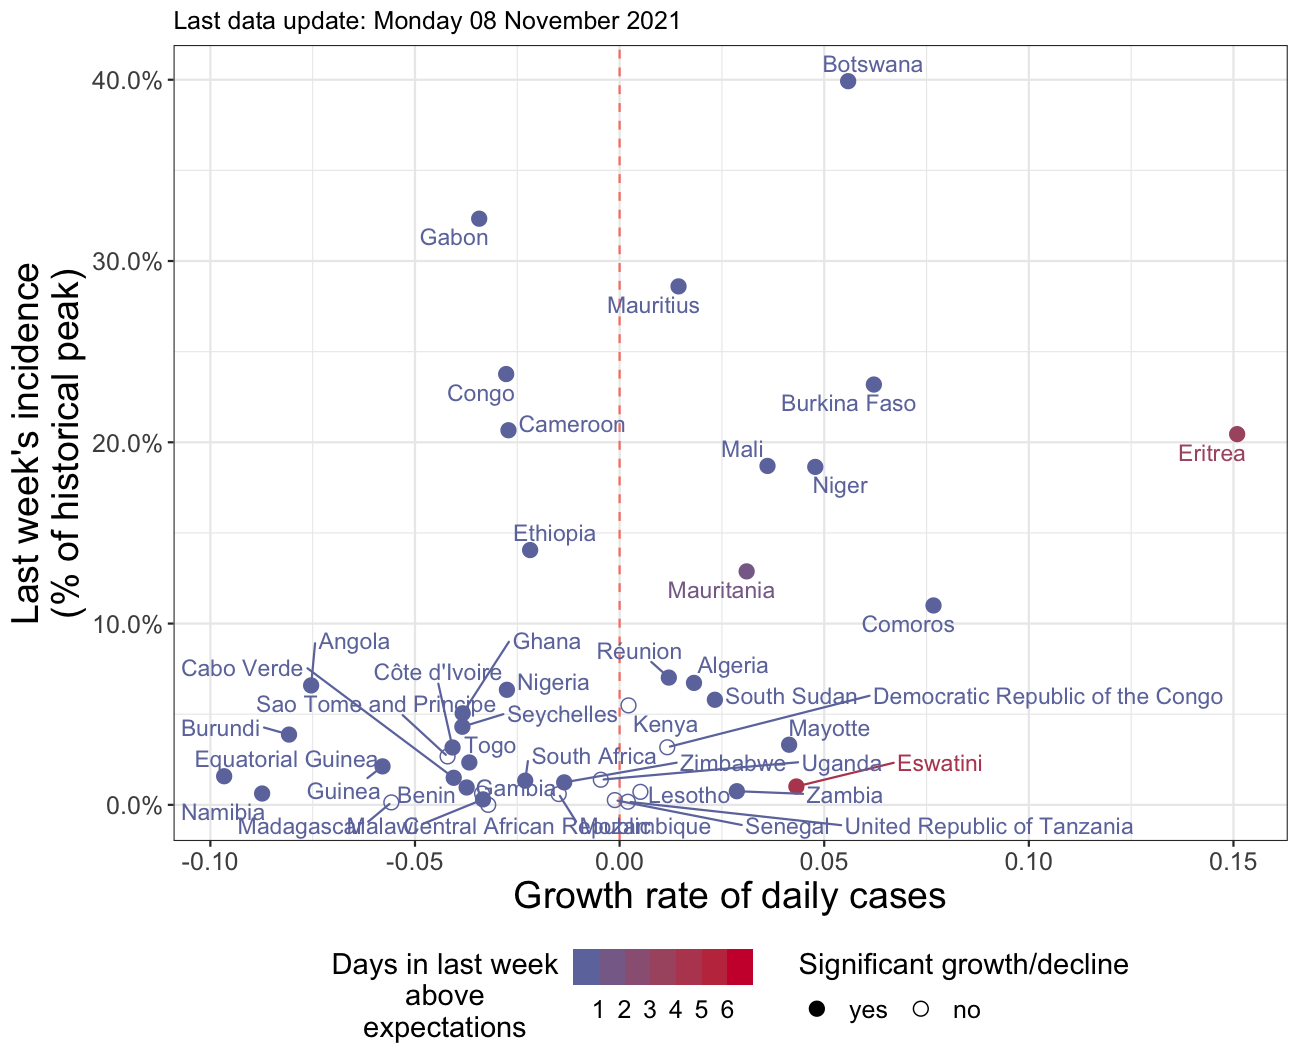 Last data update: Monday 08 November 2021
Last week's incidence
(% of historical peak)
40.0%
30.0%
20.0%
10.0%
0.0%
Botswana
Gabon
Mauritius
Congo
Burkina Faso
Cameroon
Mali
Eritrea
Niger
Ethiopia
Mauritania
Comoros
Angola
Ghana
Réunion
Cabo Verde
Côte d'Ivoire
Nigeria
Algeria
Sao Tome and Principe
South Sudan
Democratic Republic of the Congo
Burundi
Seychelles
Kenya
Mayotte
Togo
Equatorial Guinea
South Africa
Zimbabwe
Uganda
Eswatini
Guinea
Benin
Gambia
Lesotho
Zambia
Namibia
Madagascar
Malawi
Central African Republic
Mozambique
Senegal
United Republic of Tanzania
-0.10
-0.05
0.00
0.05
0.10
0.15
Growth rate of daily cases
Days in last week
above
expectations
1 2 3 4 5 6
Significant growth/decline
yes
no